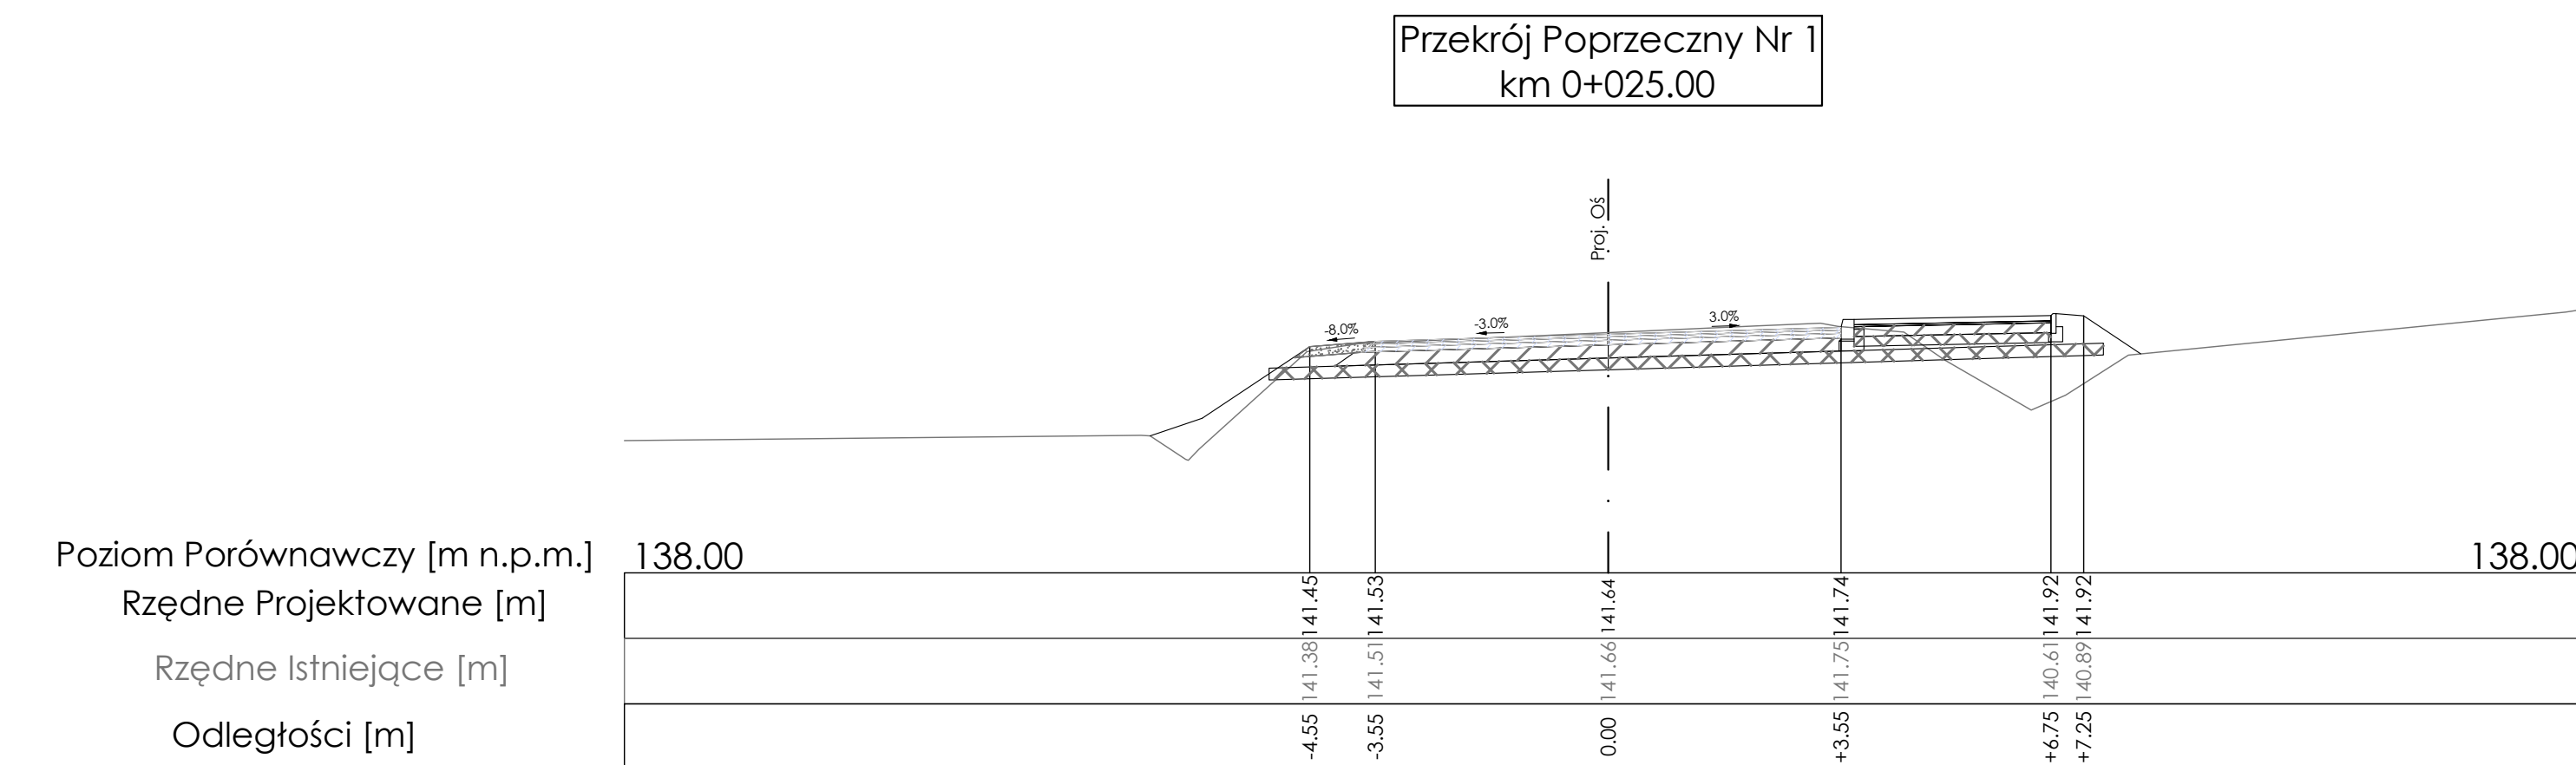 Przekrój Poprzeczny Nr 1
km 0+025.00
Proj. Oś
-8.0%
-3.0%
3.0%
Poziom Porównawczy [m n.p.m.] 138.00 138.00
Rzędne Projektowane [m] 141.45 141.53 141.64 141.74 141.92 141.92
Rzędne Istniejące [m] 141.38 141.51 141.66 141.75 140.61 140.89
Odległości [m] -4.55 -3.55 0.00 +3.55 +6.75 +7.25